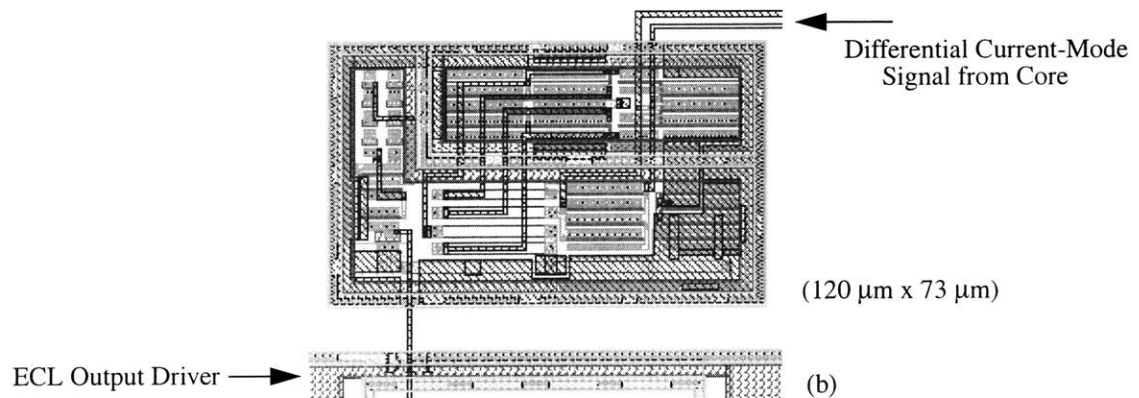 Differential Current-Mode
Signal from Core
(120 μm x 73 μm)
ECL Output Driver
(b)